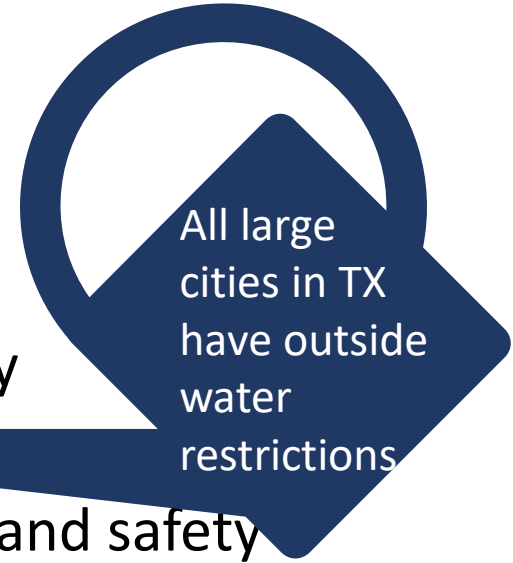 All large
cities in TX
have outside
y
water
restrictions
and safety